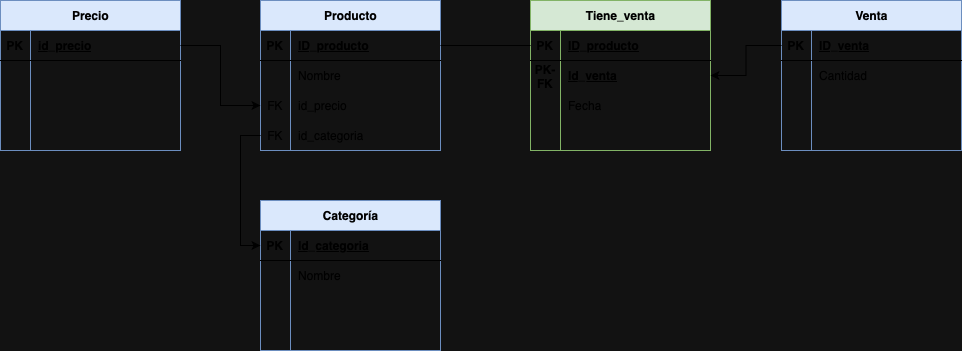 Precio
PK id_precio
Producto
PK ID_producto
Nombre
FK id_precio
FK id_categoria
Tiene_venta
PK ID_producto
PK-
FK Id_venta
Fecha
Venta
PK ID_venta
Cantidad
Categoría
PK Id_categoria
Nombre